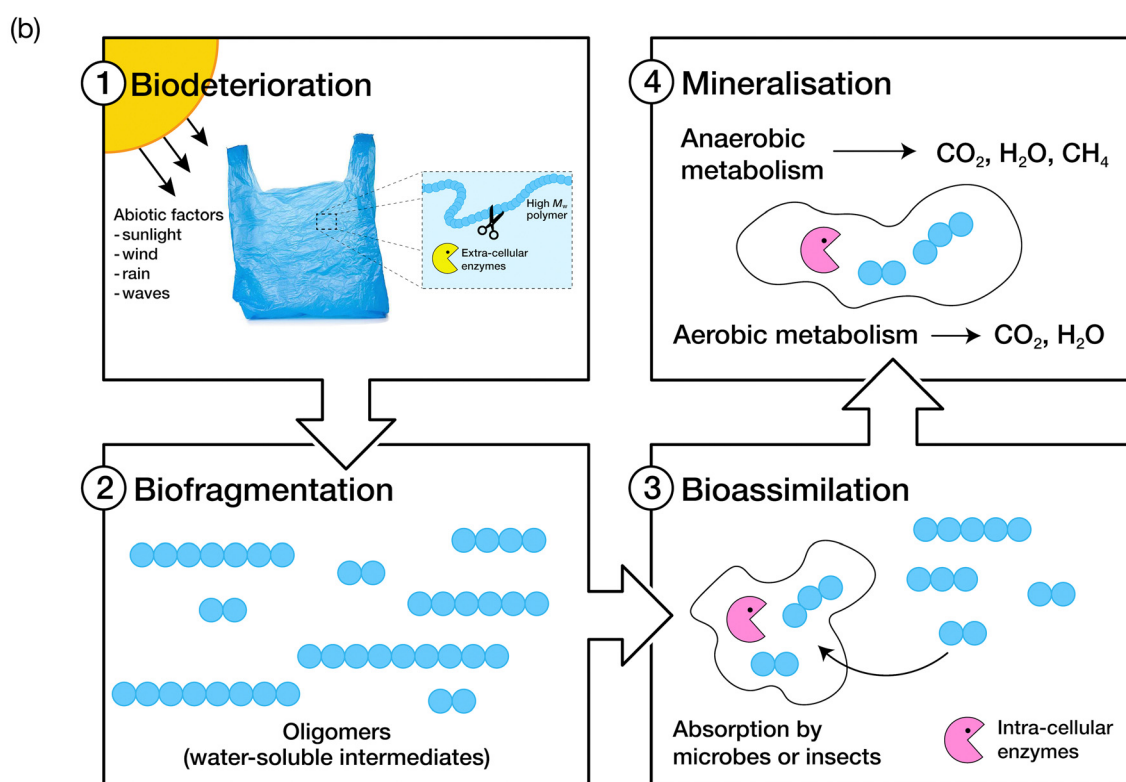 (b)
1 Biodeterioration
Abiotic factors
- sunlight
- wind
- rain
- waves
High Mw
polymer
Extra-cellular
enzymes
2 Biofragmentation
Oligomers
(water-soluble intermediates)
3 Bioassimilation
Absorption by
microbes or insects
Intra-cellular
enzymes
4 Mineralisation
Anaerobic
metabolism
CO₂, H₂O, CH₄
Aerobic metabolism
CO₂, H₂O